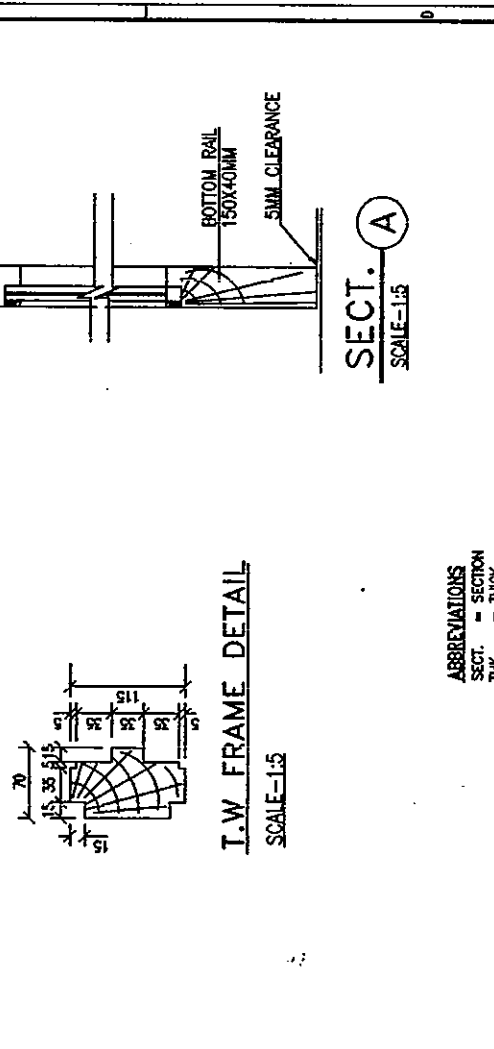 BOTTOM RAIL
150X40MM
5MM CLEARANCE
SECT. A
SCALE-1:5
70
15 35 5 15
15
5 35 35 35 5
115
T.W FRAME DETAIL
SCALE-1:5
ABBREVIATIONS
SECT. = SECTION